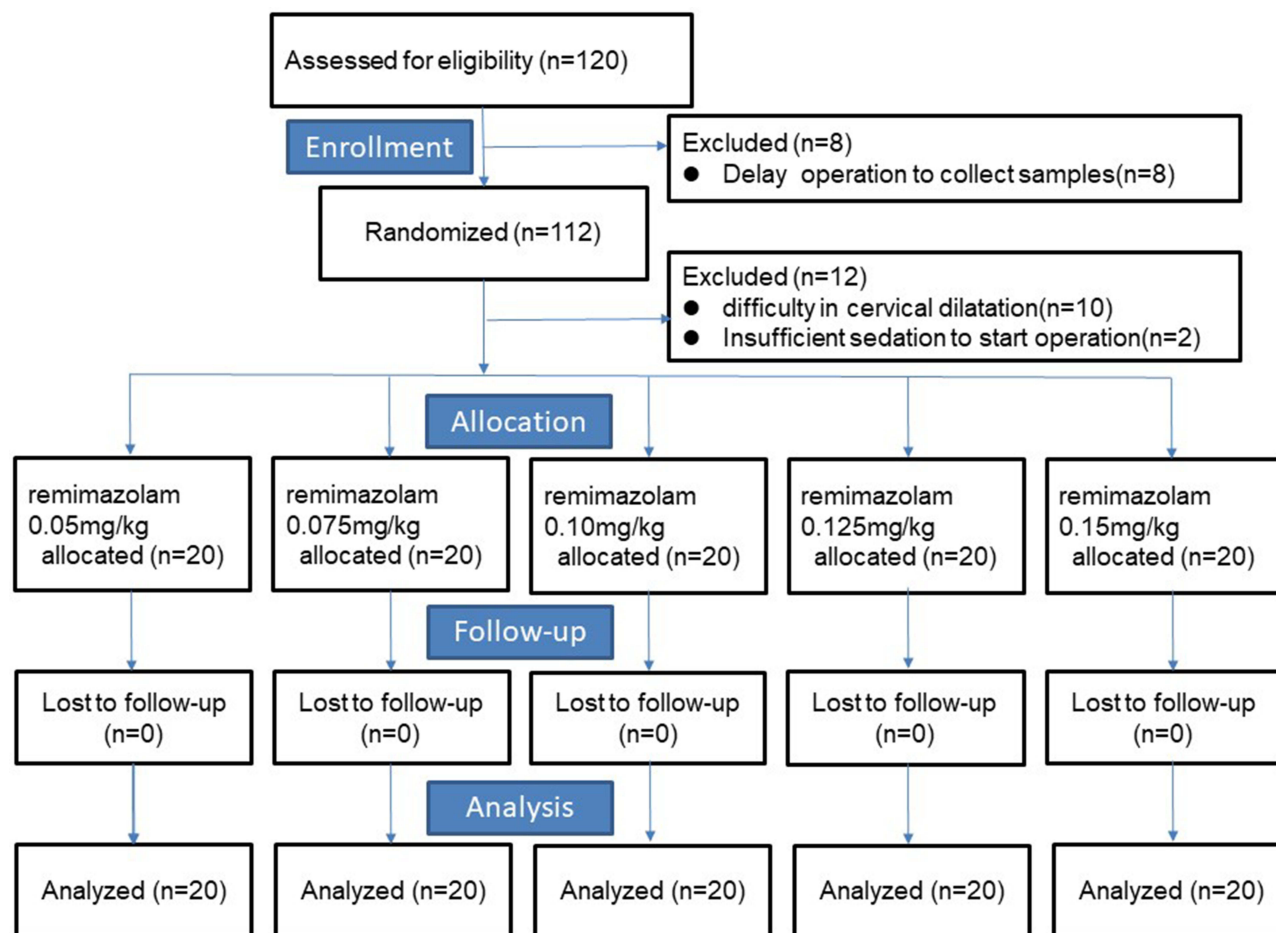 Assessed for eligibility (n=120)
Enrollment
Excluded (n=8)
● Delay operation to collect samples(n=8)
Randomized (n=112)
Excluded (n=12)
● difficulty in cervical dilatation(n=10)
● Insufficient sedation to start operation(n=2)
Allocation
remimazolam
0.05mg/kg
allocated (n=20)
remimazolam
0.075mg/kg
allocated (n=20)
remimazolam
0.10mg/kg
allocated (n=20)
remimazolam
0.125mg/kg
allocated (n=20)
remimazolam
0.15mg/kg
allocated (n=20)
Follow-up
Lost to follow-up
(n=0)
Lost to follow-up
(n=0)
Lost to follow-up
(n=0)
Lost to follow-up
(n=0)
Lost to follow-up
(n=0)
Analysis
Analyzed (n=20)
Analyzed (n=20)
Analyzed (n=20)
Analyzed (n=20)
Analyzed (n=20)